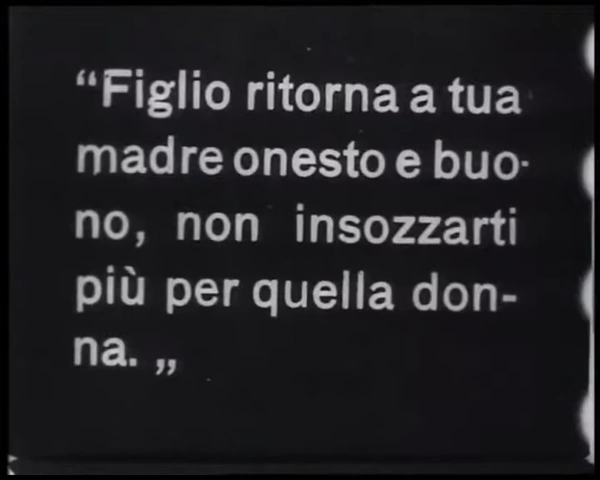 “Figlio ritorna a tua
madre onesto e buo-
no, non insozzarti
più per quella don-
na. „